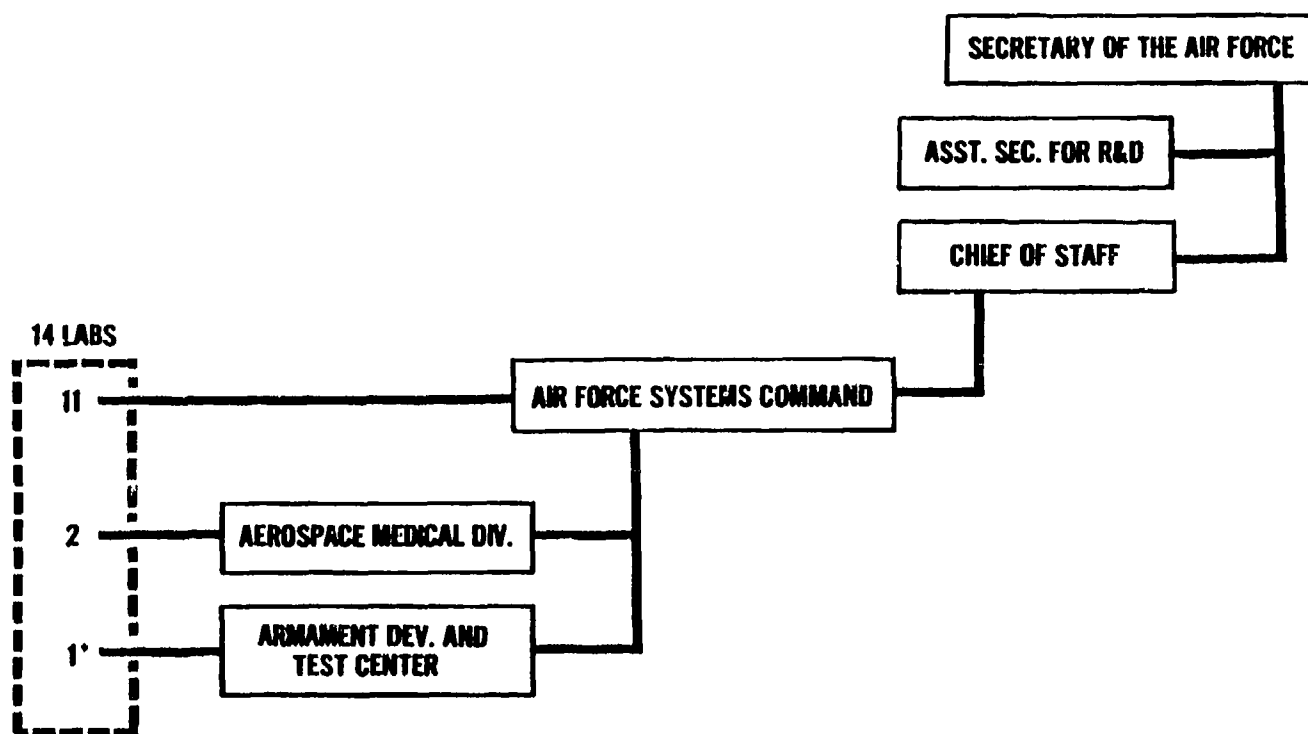 SECRETARY OF THE AIR FORCE
ASST. SEC. FOR R&D
CHIEF OF STAFF
14 LABS
11
AIR FORCE SYSTEMS COMMAND
2
AEROSPACE MEDICAL DIV.
1*
ARMAMENT DEV. AND
TEST CENTER